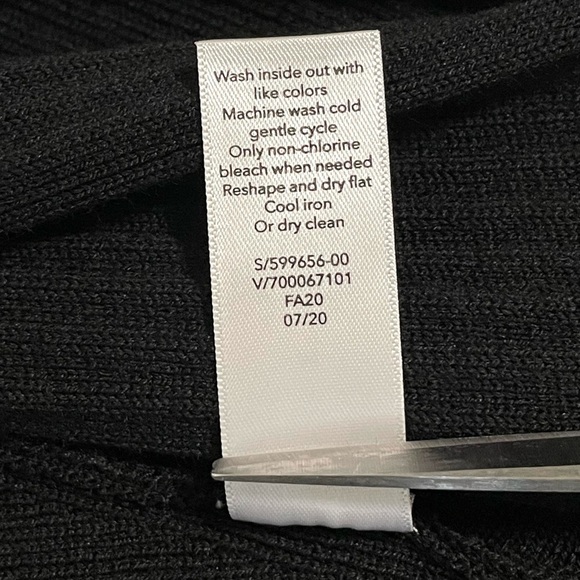 Wash inside out with
like colors
Machine wash cold
gentle cycle
Only non-chlorine
bleach when needed
Reshape and dry flat
Cool iron
Or dry clean
S/599656-00
V/700067101
FA20
07/20